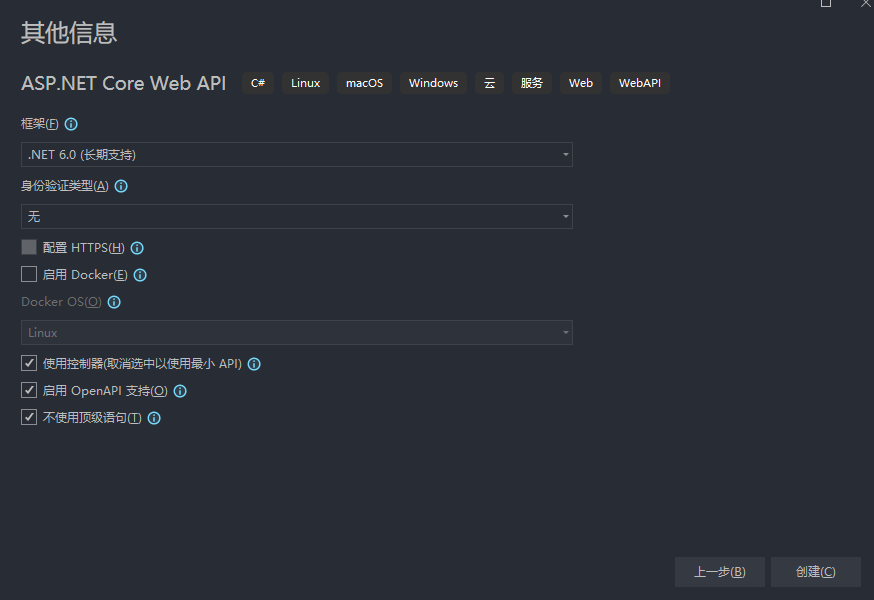 其他信息
ASP.NET Core Web API C# Linux macOS Windows 云 服务 Web WebAPI
框架(F)
.NET 6.0 (长期支持)
身份验证类型(A)
无
配置 HTTPS(H)
启用 Docker(E)
Docker OS(O)
Linux
使用控制器(取消选中以使用最小 API)
启用 OpenAPI 支持(O)
不使用顶级语句(T)
上一步(B) 创建(C)